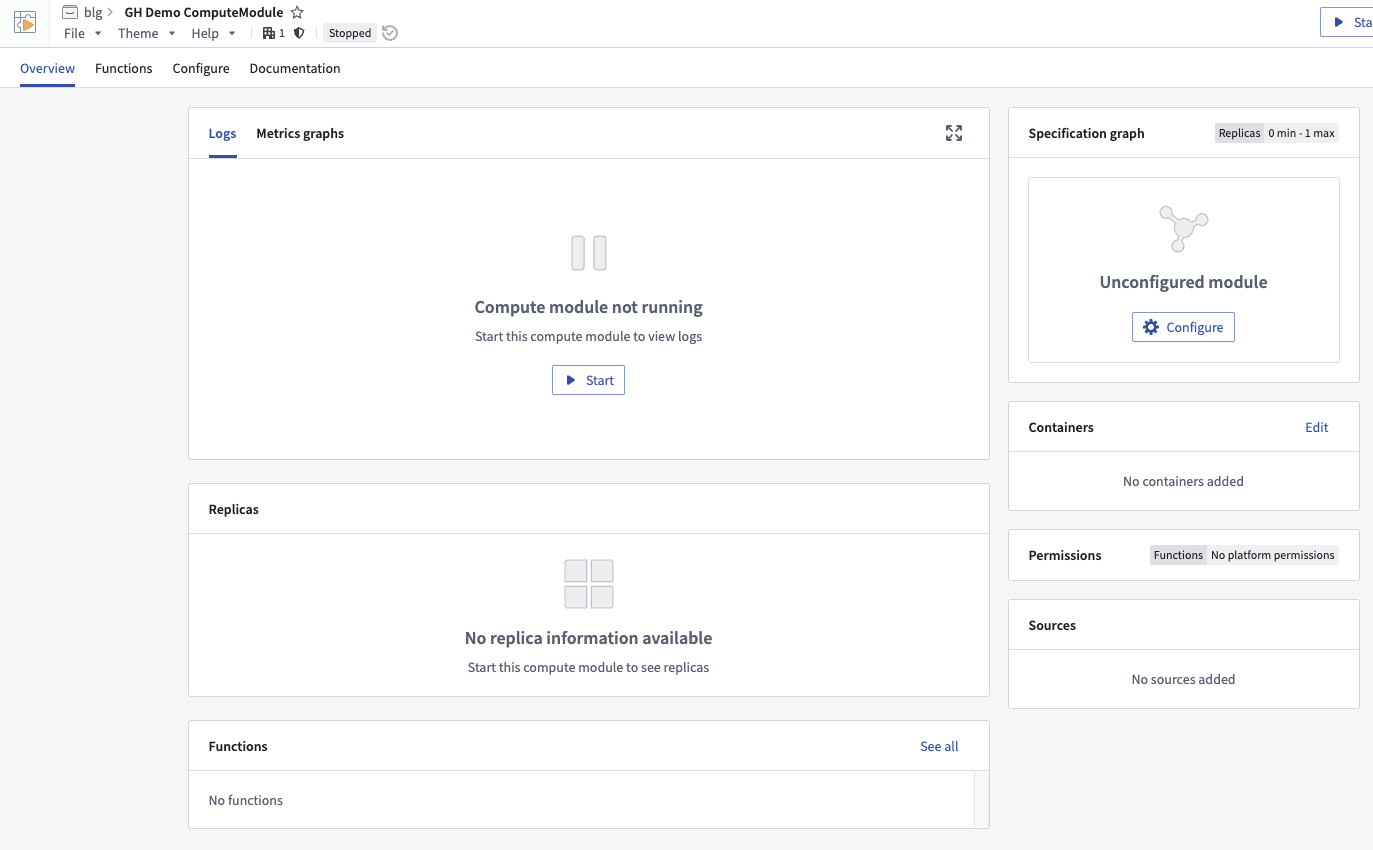 blg
GH Demo ComputeModule
File Theme Help 1 Stopped
Sta
Overview Functions Configure Documentation
Logs Metrics graphs
Compute module not running
Start this compute module to view logs
Start
Replicas
No replica information available
Start this compute module to see replicas
Functions See all
No functions
Specification graph Replicas 0 min - 1 max
Unconfigured module
Configure
Containers Edit
No containers added
Permissions Functions No platform permissions
Sources
No sources added